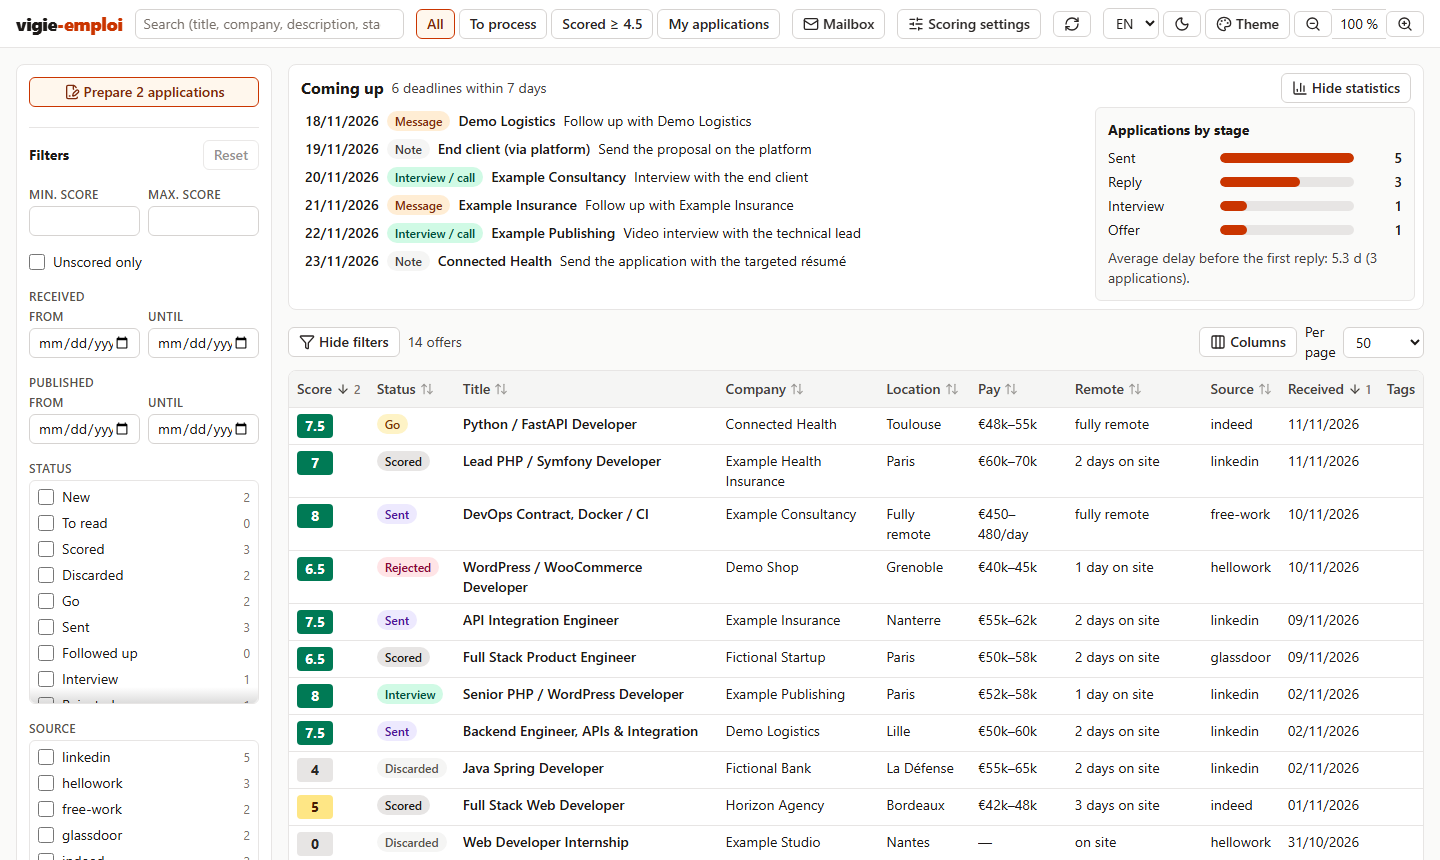 vigie-emploi
Search (title, company, description, sta
All
To process
Scored ≥ 4.5
My applications
Mailbox
Scoring settings
EN
Theme
100 %
Prepare 2 applications
Filters
Reset
MIN. SCORE
MAX. SCORE
Unscored only
RECEIVED
FROM
UNTIL
mm/dd/yyy
mm/dd/yyy
PUBLISHED
FROM
UNTIL
mm/dd/yyy
mm/dd/yyy
STATUS
New 2
To read 0
Scored 3
Discarded 2
Go 2
Sent 3
Followed up 0
Interview 1
SOURCE
linkedin 5
hellowork 3
free-work 2
glassdoor 2
Coming up 6 deadlines within 7 days
Hide statistics
18/11/2026 Message Demo Logistics Follow up with Demo Logistics
19/11/2026 Note End client (via platform) Send the proposal on the platform
20/11/2026 Interview / call Example Consultancy Interview with the end client
21/11/2026 Message Example Insurance Follow up with Example Insurance
22/11/2026 Interview / call Example Publishing Video interview with the technical lead
23/11/2026 Note Connected Health Send the application with the targeted résumé
Applications by stage
Sent 5
Reply 3
Interview 1
Offer 1
Average delay before the first reply: 5.3 d (3
applications).
Hide filters
14 offers
Columns
Per
page
50
Score 2 Status Title Company Location Pay Remote Source Received 1 Tags
7.5 Go Python / FastAPI Developer Connected Health Toulouse €48k–55k fully remote indeed 11/11/2026
7 Scored Lead PHP / Symfony Developer Example Health Paris €60k–70k 2 days on site linkedin 11/11/2026
Insurance
8 Sent DevOps Contract, Docker / CI Example Consultancy Fully €450– fully remote free-work 10/11/2026
remote 480/day
6.5 Rejected WordPress / WooCommerce Demo Shop Grenoble €40k–45k 1 day on site hellowork 10/11/2026
Developer
7.5 Sent API Integration Engineer Example Insurance Nanterre €55k–62k 2 days on site linkedin 09/11/2026
6.5 Scored Full Stack Product Engineer Fictional Startup Paris €50k–58k 2 days on site glassdoor 09/11/2026
8 Interview Senior PHP / WordPress Developer Example Publishing Paris €52k–58k 1 day on site linkedin 02/11/2026
7.5 Sent Backend Engineer, APIs & Integration Demo Logistics Lille €50k–60k 2 days on site linkedin 02/11/2026
4 Discarded Java Spring Developer Fictional Bank La Défense €55k–65k 2 days on site linkedin 02/11/2026
5 Scored Full Stack Web Developer Horizon Agency Bordeaux €42k–48k 3 days on site indeed 01/11/2026
0 Discarded Web Developer Internship Example Studio Nantes — on site hellowork 31/10/2026